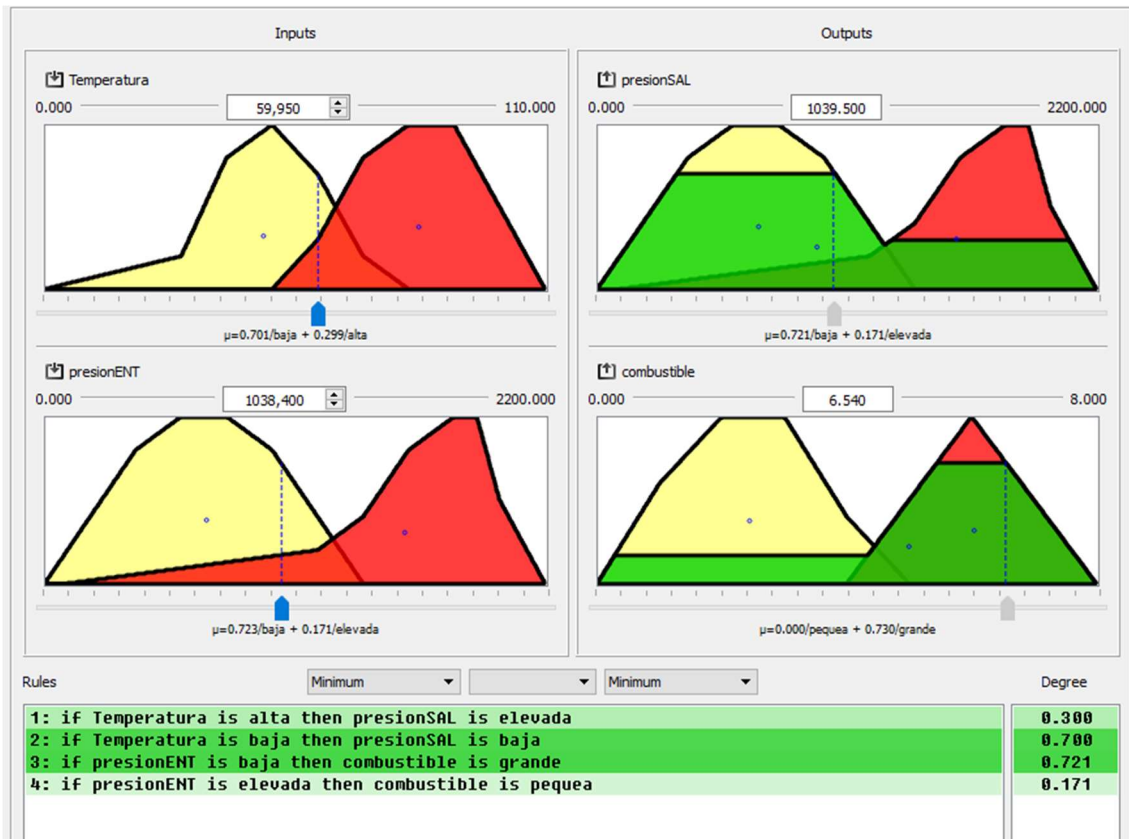 Inputs
Outputs
Temperatura
0.000 59,950 110.000
μ=0.701/baja + 0.299/alta
presionENT
0.000 1038,400 2200.000
μ=0.723/baja + 0.171/elevada
presionSAL
0.000 1039.500 2200.000
μ=0.721/baja + 0.171/elevada
combustible
0.000 6.540 8.000
μ=0.000/pequea + 0.730/grande
Rules Minimum Minimum Degree
1: if Temperatura is alta then presionSAL is elevada 0.300
2: if Temperatura is baja then presionSAL is baja 0.700
3: if presionENT is baja then combustible is grande 0.721
4: if presionENT is elevada then combustible is pequea 0.171